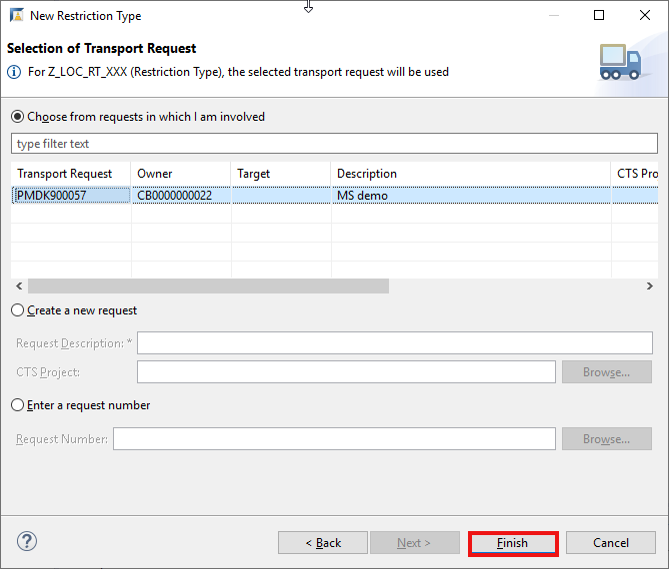 New Restriction Type
Selection of Transport Request
For Z_LOC_RT_XXX (Restriction Type), the selected transport request will be used
Choose from requests in which I am involved
type filter text
Transport Request Owner Target Description CTS Pro
PMDK900057 CB0000000022 MS demo
Create a new request
Request Description: *
CTS Project: Browse...
Enter a request number
Request Number: Browse...
? < Back Next > Finish Cancel